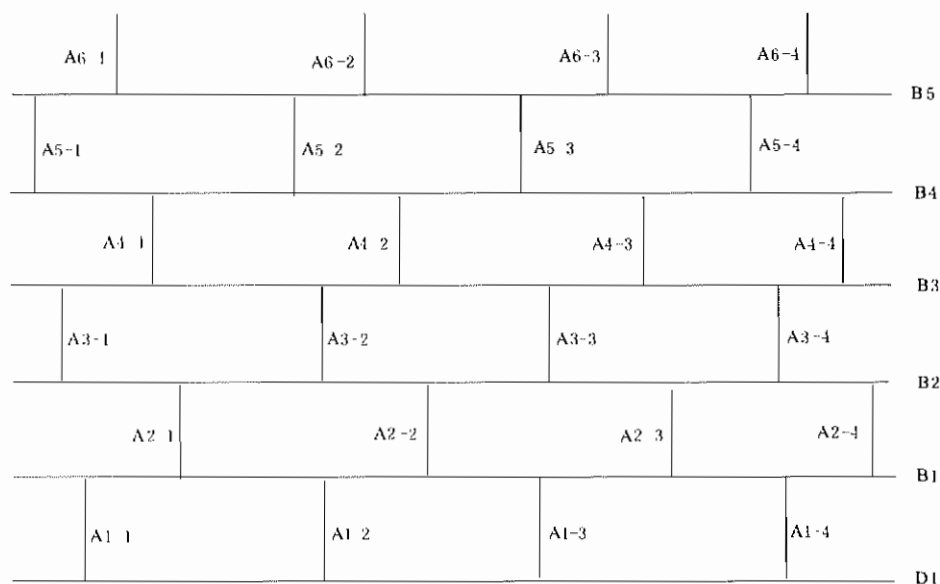 A6-1 A6-2 A6-3 A6-4
B5
A5-1 A5-2 A5-3 A5-4
B4
A4-1 A4-2 A4-3 A4-4
B3
A3-1 A3-2 A3-3 A3-4
B2
A2-1 A2-2 A2-3 A2-4
B1
A1-1 A1-2 A1-3 A1-4
D1